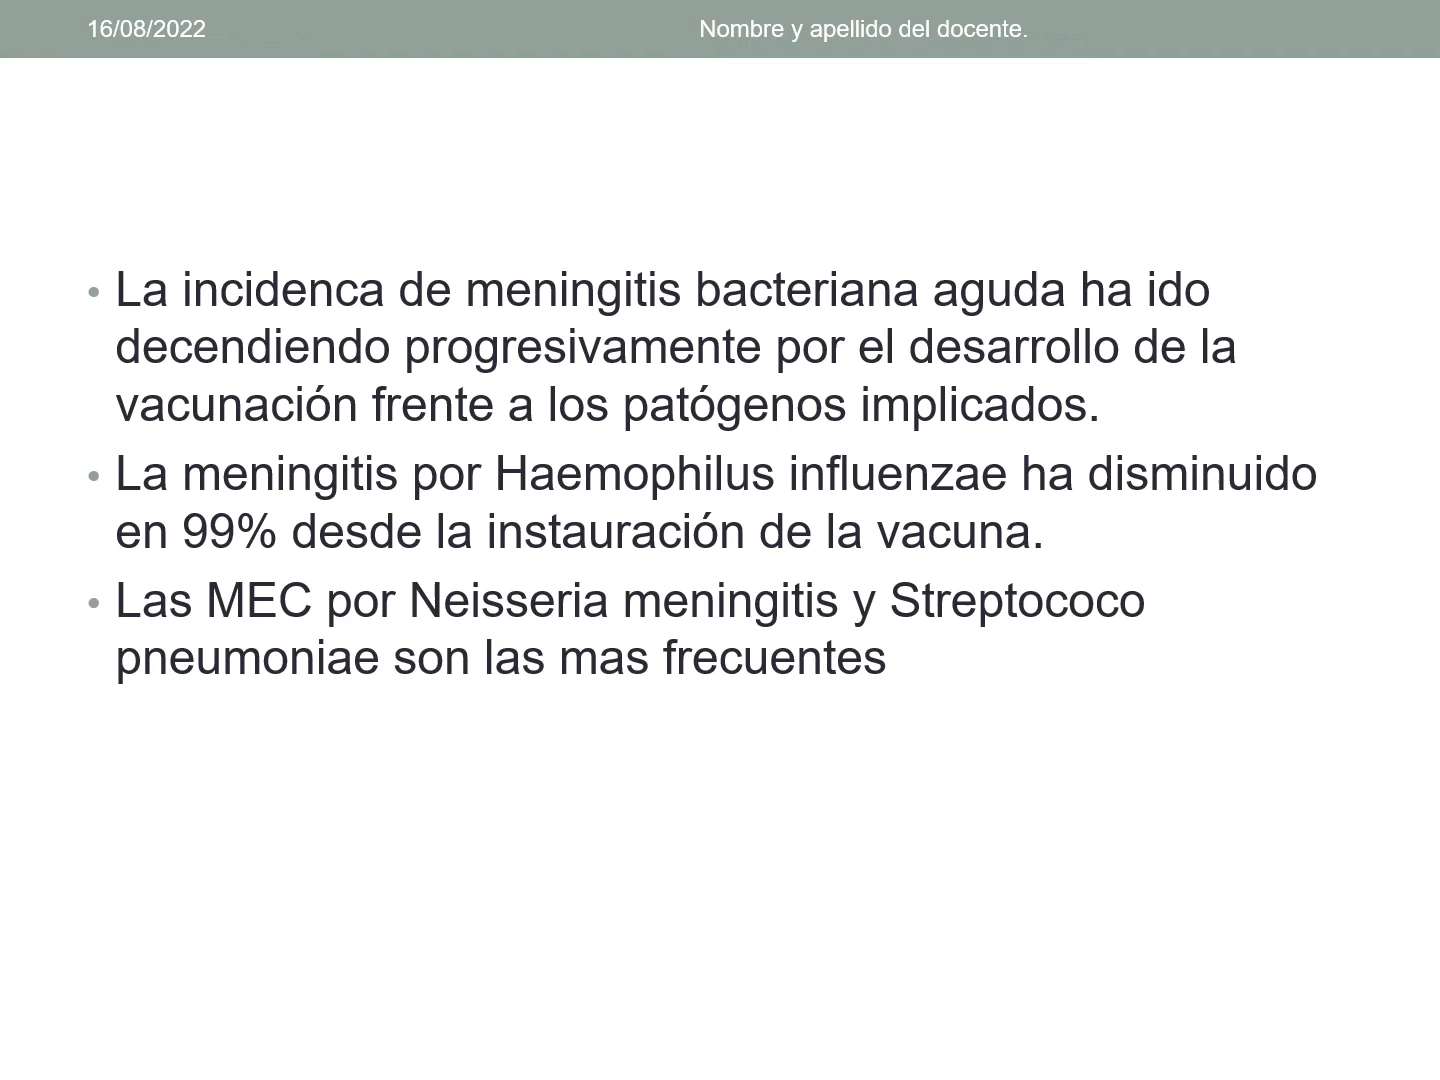 16/08/2022 Nombre y apellido del docente.
• La incidenca de meningitis bacteriana aguda ha ido
decendiendo progresivamente por el desarrollo de la
vacunación frente a los patógenos implicados.
• La meningitis por Haemophilus influenzae ha disminuido
en 99% desde la instauración de la vacuna.
• Las MEC por Neisseria meningitis y Streptococo
pneumoniae son las mas frecuentes